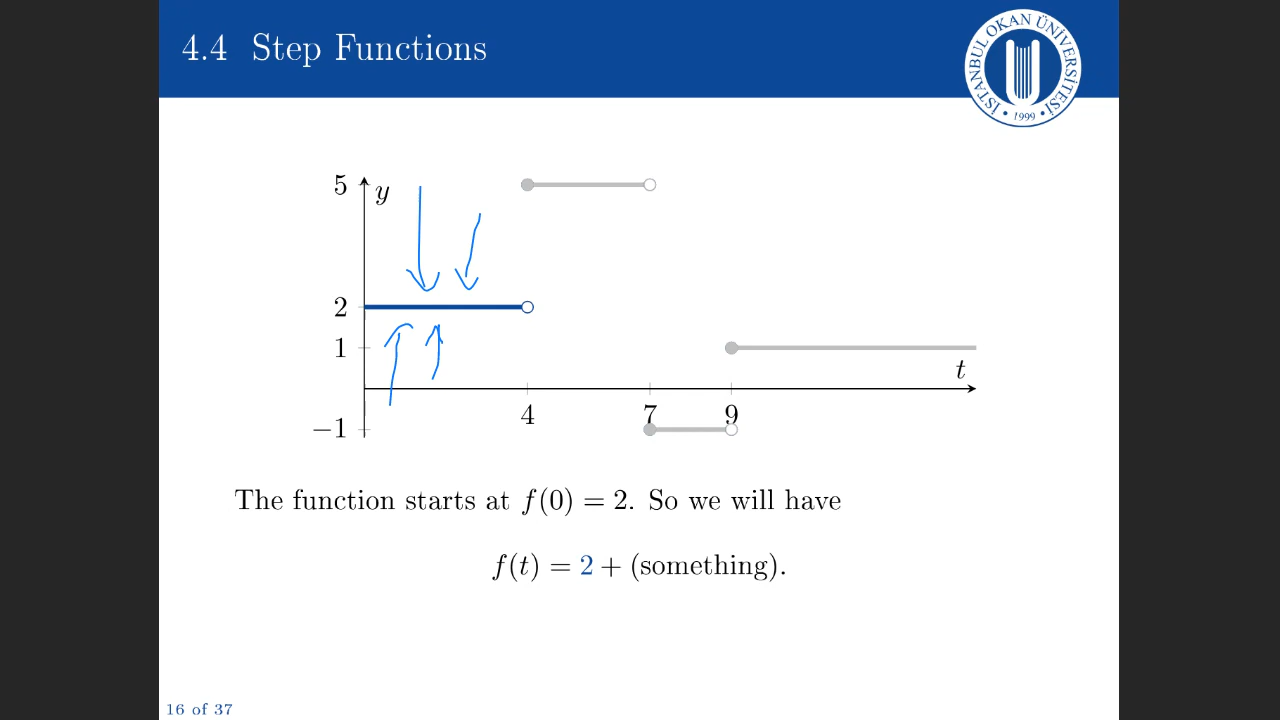 4.4 Step Functions
İSTANBUL OKAN ÜNİVERSİTESİ
• 1999 •
5
y
2
1
t
4
7
9
−1
The function starts at f(0) = 2. So we will have
f(t) = 2 + (something).
16 of 37